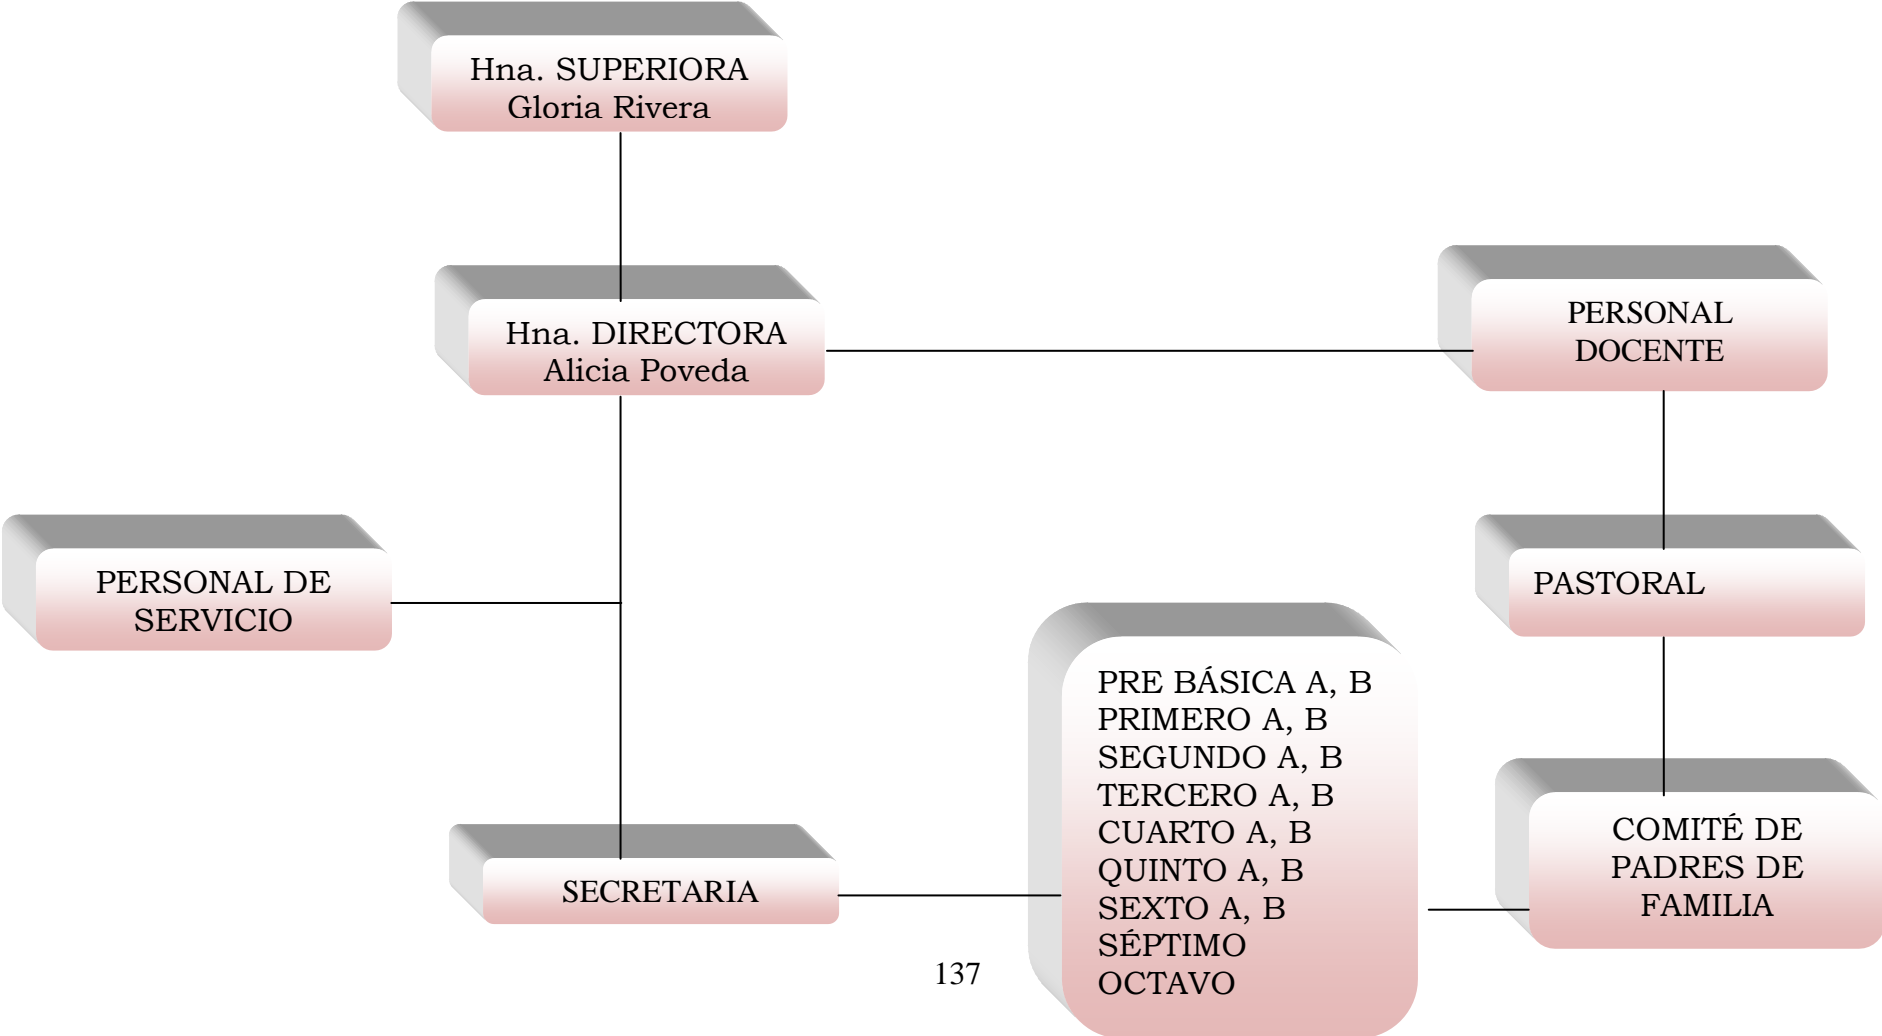 Hna. SUPERIORA
Gloria Rivera
Hna. DIRECTORA
Alicia Poveda
PERSONAL
DOCENTE
PERSONAL DE
SERVICIO
PASTORAL
PRE BÁSICA A, B
PRIMERO A, B
SEGUNDO A, B
TERCERO A, B
CUARTO A, B
QUINTO A, B
SEXTO A, B
SÉPTIMO
OCTAVO
COMITÉ DE
PADRES DE
FAMILIA
SECRETARIA
137